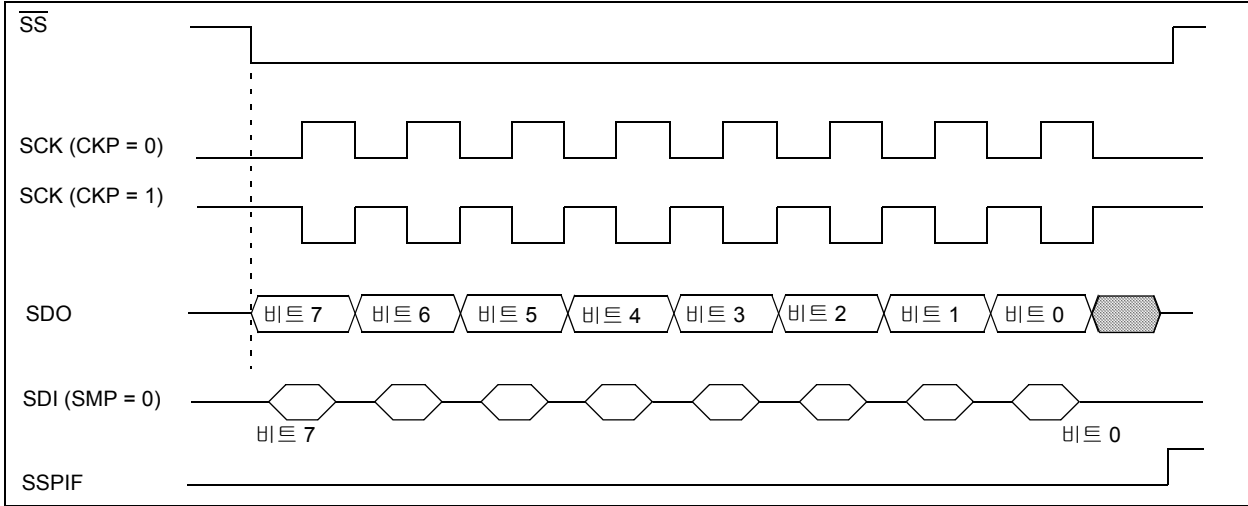 SS
SCK (CKP = 0)
SCK (CKP = 1)
SDO
비트 7 비트 6 비트 5 비트 4 비트 3 비트 2 비트 1 비트 0
SDI (SMP = 0)
비트 7 비트 0
SSPIF